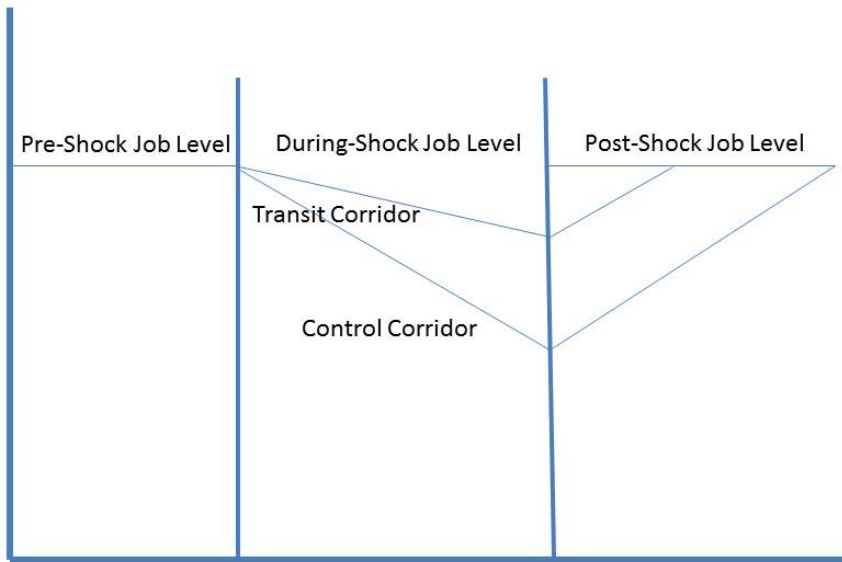 Pre-Shock Job Level
During-Shock Job Level
Post-Shock Job Level
Transit Corridor
Control Corridor